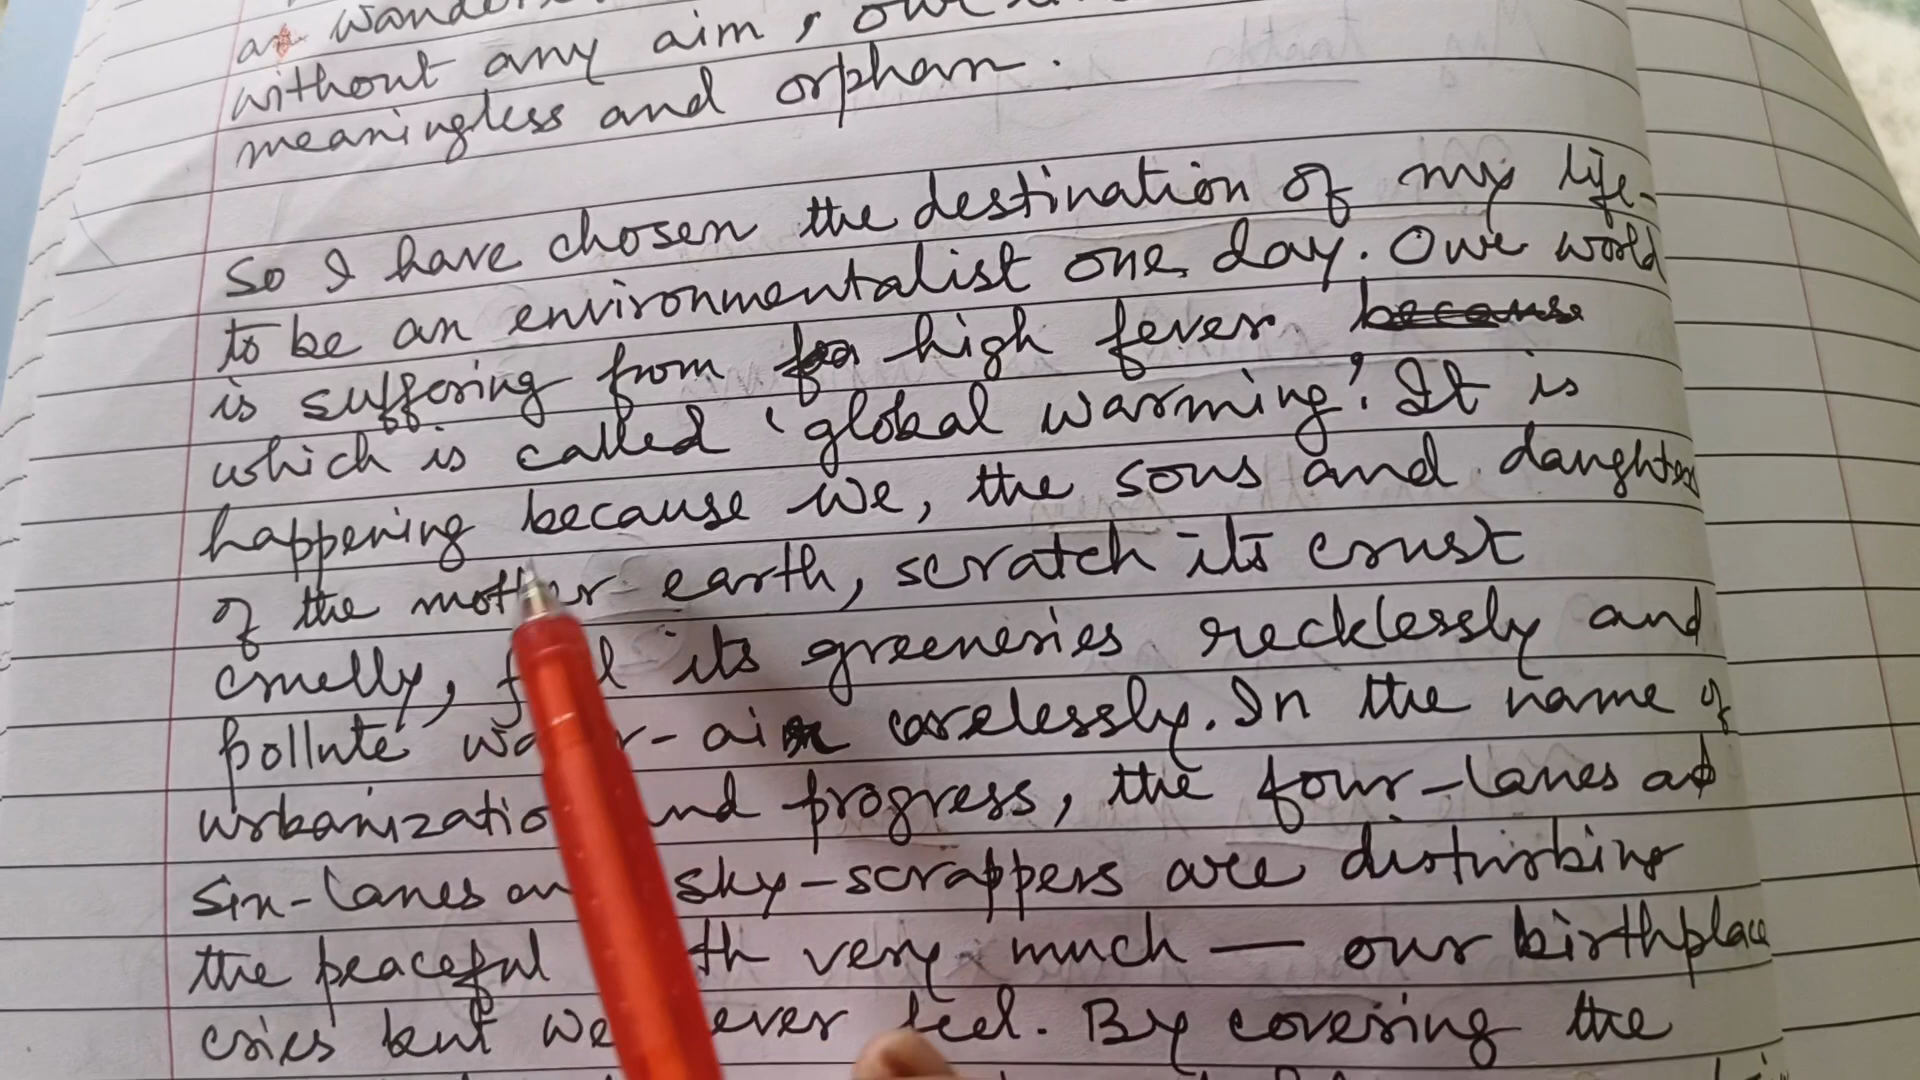 without any aim, our
meaningless and orphan.
So I have chosen the destination of my life-
to be an environmentalist one day. Our world
is suffering from high fever because
which is called 'global warming'. It is
happening because we, the sons and daughters
of the mother earth, scratch its crust
cruelly, its greeneries recklessly and
pollute - air carelessly. In the name of
urbanization and progress, the four-lanes and
six-lanes sky-scrappers are disturbing
the peaceful very much — our birthplace
cries but we feel. By covering the